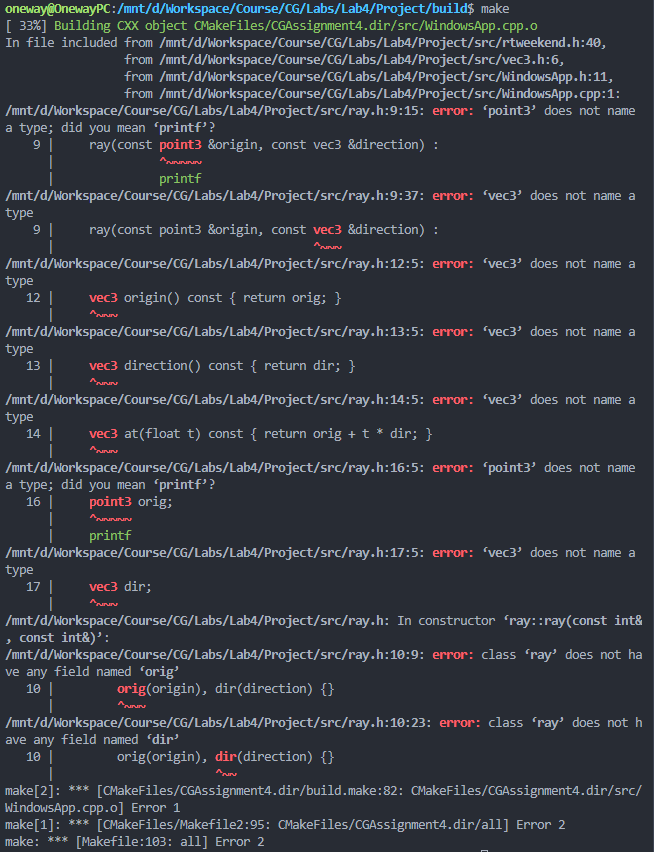 oneway@OnewayPC:/mnt/d/Workspace/Course/CG/Labs/Lab4/Project/build$ make
[ 33%] Building CXX object CMakeFiles/CGAssignment4.dir/src/WindowsApp.cpp.o
In file included from /mnt/d/Workspace/Course/CG/Labs/Lab4/Project/src/rtweekend.h:40,
                 from /mnt/d/Workspace/Course/CG/Labs/Lab4/Project/src/vec3.h:6,
                 from /mnt/d/Workspace/Course/CG/Labs/Lab4/Project/src/WindowsApp.h:11,
                 from /mnt/d/Workspace/Course/CG/Labs/Lab4/Project/src/WindowsApp.cpp:1:
/mnt/d/Workspace/Course/CG/Labs/Lab4/Project/src/ray.h:9:15: error: ‘point3’ does not name
a type; did you mean ‘printf’?
    9 |     ray(const point3 &origin, const vec3 &direction) :
      |               ^~~~~~
      |               printf
/mnt/d/Workspace/Course/CG/Labs/Lab4/Project/src/ray.h:9:37: error: ‘vec3’ does not name a
type
    9 |     ray(const point3 &origin, const vec3 &direction) :
      |                                     ^~~~
/mnt/d/Workspace/Course/CG/Labs/Lab4/Project/src/ray.h:12:5: error: ‘vec3’ does not name a
type
   12 |     vec3 origin() const { return orig; }
      |     ^~~~
/mnt/d/Workspace/Course/CG/Labs/Lab4/Project/src/ray.h:13:5: error: ‘vec3’ does not name a
type
   13 |     vec3 direction() const { return dir; }
      |     ^~~~
/mnt/d/Workspace/Course/CG/Labs/Lab4/Project/src/ray.h:14:5: error: ‘vec3’ does not name a
type
   14 |     vec3 at(float t) const { return orig + t * dir; }
      |     ^~~~
/mnt/d/Workspace/Course/CG/Labs/Lab4/Project/src/ray.h:16:5: error: ‘point3’ does not name
a type; did you mean ‘printf’?
   16 |     point3 orig;
      |     ^~~~~~
      |     printf
/mnt/d/Workspace/Course/CG/Labs/Lab4/Project/src/ray.h:17:5: error: ‘vec3’ does not name a
type
   17 |     vec3 dir;
      |     ^~~~
/mnt/d/Workspace/Course/CG/Labs/Lab4/Project/src/ray.h: In constructor ‘ray::ray(const int&
, const int&)’:
/mnt/d/Workspace/Course/CG/Labs/Lab4/Project/src/ray.h:10:9: error: class ‘ray’ does not ha
ve any field named ‘orig’
   10 |         orig(origin), dir(direction) {}
      |         ^~~~
/mnt/d/Workspace/Course/CG/Labs/Lab4/Project/src/ray.h:10:23: error: class ‘ray’ does not h
ave any field named ‘dir’
   10 |         orig(origin), dir(direction) {}
      |                       ^~~
make[2]: *** [CMakeFiles/CGAssignment4.dir/build.make:82: CMakeFiles/CGAssignment4.dir/src/
WindowsApp.cpp.o] Error 1
make[1]: *** [CMakeFiles/Makefile2:95: CMakeFiles/CGAssignment4.dir/all] Error 2
make: *** [Makefile:103: all] Error 2